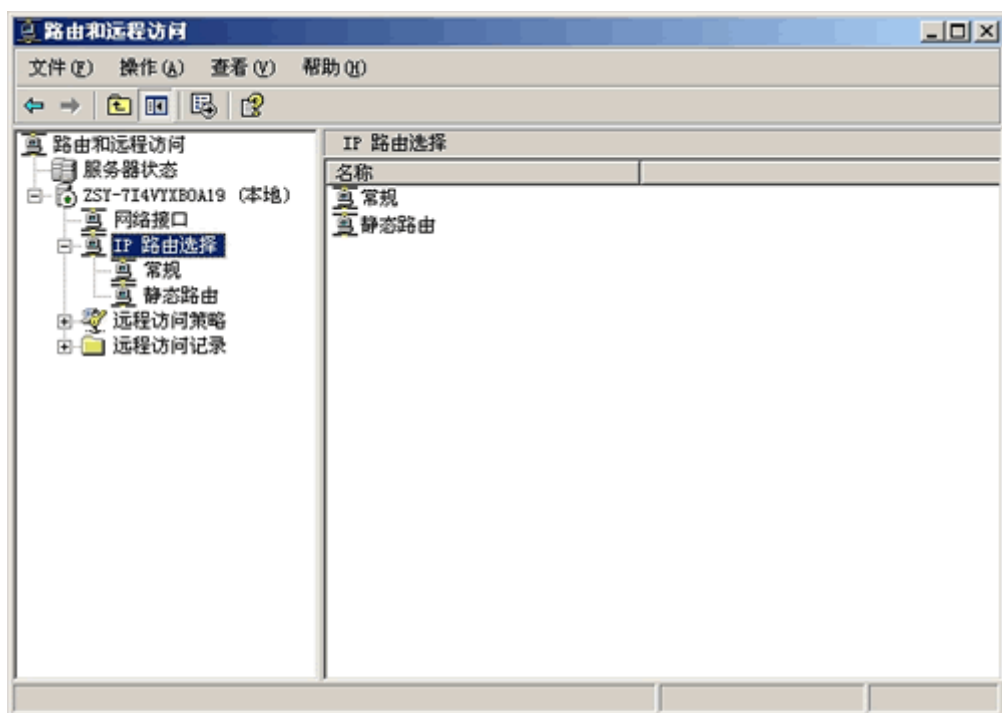 路由和远程访问
文件(F) 操作(A) 查看(V) 帮助(H)
路由和远程访问
服务器状态
ZSY-7I4VYXBOA19 (本地)
网络接口
IP 路由选择
常规
静态路由
远程访问策略
远程访问记录
IP 路由选择
名称
常规
静态路由